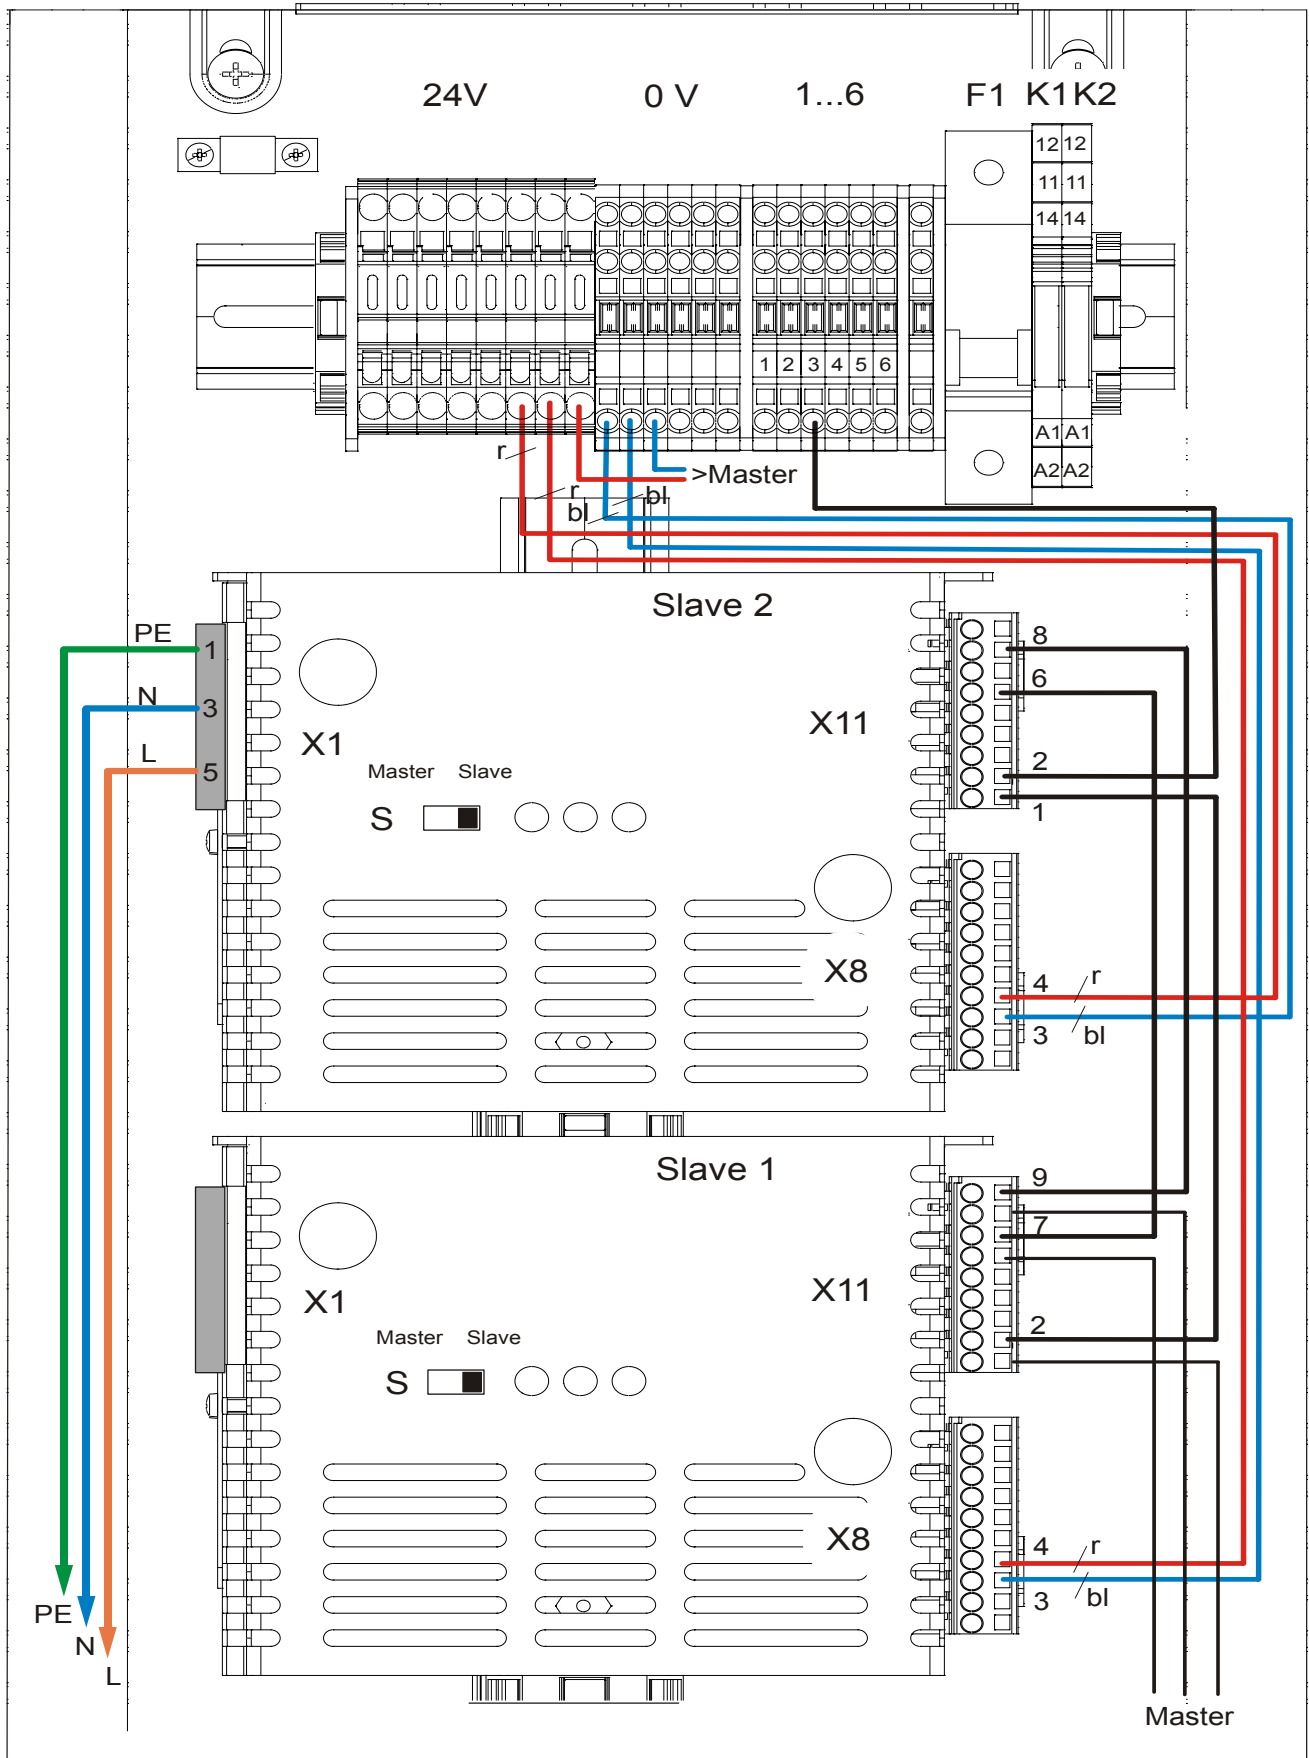 24V 0 V 1...6 F1 K1 K2
12 12
11 11
14 14
1 2 3 4 5 6
A1 A1
r
>Master
A2 A2
r bl
bl
Slave 2
PE 1
8
N 3
6
X1 X11
L 5
2
Master Slave
S
1
X8
4 r
3 bl
Slave 1
9
7
X1 X11
2
Master Slave
S
X8
4 r
3 bl
PE
N
L
Master